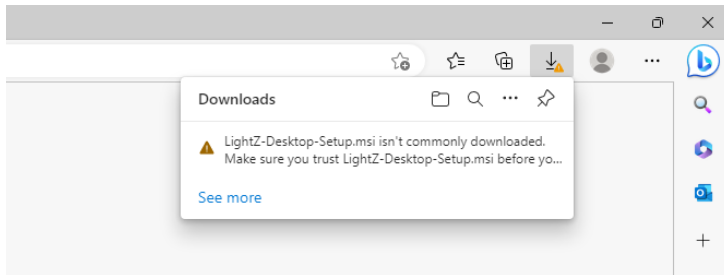 Downloads
LightZ-Desktop-Setup.msi isn't commonly downloaded.
Make sure you trust LightZ-Desktop-Setup.msi before yo...
See more